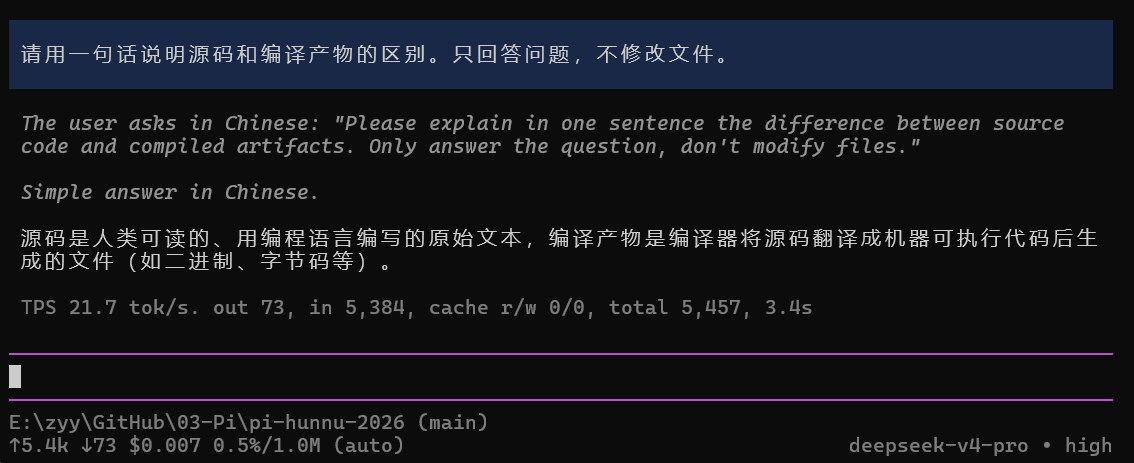 请用一句话说明源码和编译产物的区别。只回答问题，不修改文件。
The user asks in Chinese: "Please explain in one sentence the difference between source
code and compiled artifacts. Only answer the question, don't modify files."
Simple answer in Chinese.
源码是人类可读的、用编程语言编写的原始文本，编译产物是编译器将源码翻译成机器可执行代码后生
成的文件（如二进制、字节码等）。
TPS 21.7 tok/s. out 73, in 5,384, cache r/w 0/0, total 5,457, 3.4s
E:\zyy\GitHub\03-Pi\pi-hunnu-2026 (main)
↑5.4k ↓73 $0.007 0.5%/1.0M (auto) deepseek-v4-pro • high